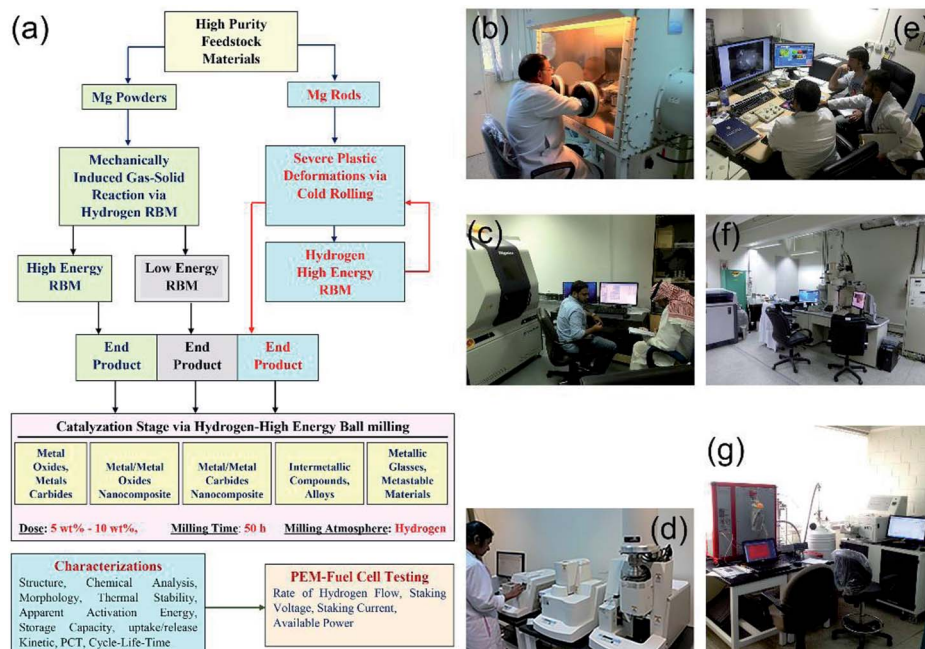 (a)
High Purity
Feedstock
Materials
Mg Powders
Mg Rods
Mechanically
Induced Gas-Solid
Reaction via
Hydrogen RBM
Severe Plastic
Deformations via
Cold Rolling
High Energy
RBM
Low Energy
RBM
Hydrogen
High Energy
RBM
End
Product
End
Product
End
Product
Catalyzation Stage via Hydrogen-High Energy Ball milling
Metal
Oxides,
Metals
Carbides
Metal/Metal
Oxides
Nanocomposite
Metal/Metal
Carbides
Nanocomposite
Intermetallic
Compounds,
Alloys
Metallic
Glasses,
Metastable
Materials
Dose: 5 wt% - 10 wt%, Milling Time: 50 h Milling Atmosphere: Hydrogen
Characterizations
Structure, Chemical Analysis,
Morphology, Thermal Stability,
Apparent Activation Energy,
Storage Capacity, uptake/release
Kinetic, PCT, Cycle-Life-Time
PEM-Fuel Cell Testing
Rate of Hydrogen Flow, Staking
Voltage, Staking Current,
Available Power
(b)
(c)
(d)
(e)
(f)
(g)